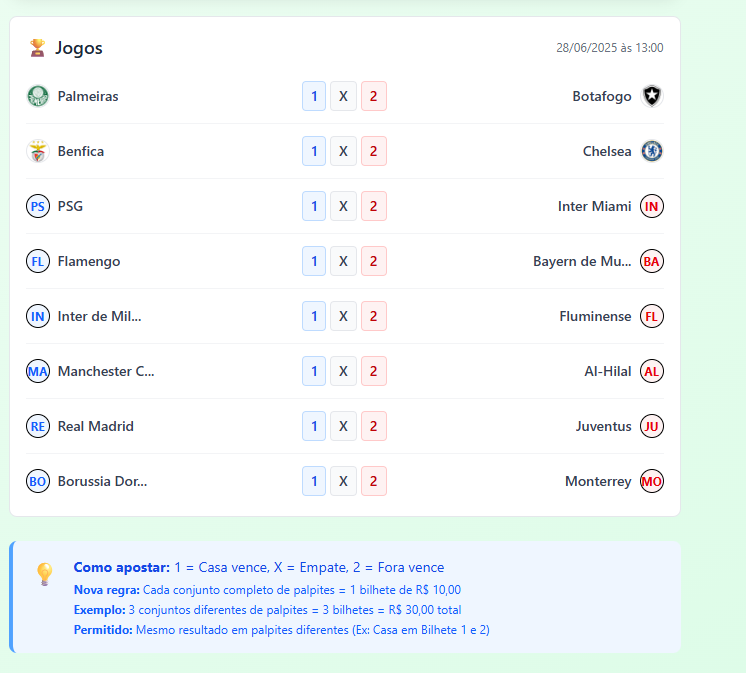 Jogos 28/06/2025 às 13:00
Palmeiras 1 X 2 Botafogo
Benfica 1 X 2 Chelsea
PS PSG 1 X 2 Inter Miami IN
FL Flamengo 1 X 2 Bayern de Mu... BA
IN Inter de Mil... 1 X 2 Fluminense FL
MA Manchester C... 1 X 2 Al-Hilal AL
RE Real Madrid 1 X 2 Juventus JU
BO Borussia Dor... 1 X 2 Monterrey MO
Como apostar: 1 = Casa vence, X = Empate, 2 = Fora vence
Nova regra: Cada conjunto completo de palpites = 1 bilhete de R$ 10,00
Exemplo: 3 conjuntos diferentes de palpites = 3 bilhetes = R$ 30,00 total
Permitido: Mesmo resultado em palpites diferentes (Ex: Casa em Bilhete 1 e 2)